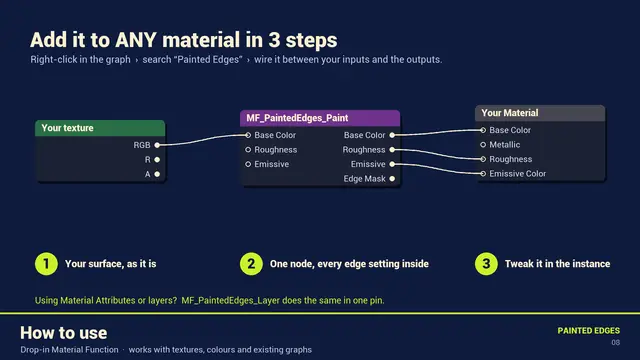 Add it to ANY material in 3 steps
Right-click in the graph › search “Painted Edges” › wire it between your inputs and the outputs.
Your texture
RGB
R
A
MF_PaintedEdges_Paint
Base Color Base Color
Roughness Roughness
Emissive Emissive
Edge Mask
Your Material
Base Color
Metallic
Roughness
Emissive Color
1 Your surface, as it is
2 One node, every edge setting inside
3 Tweak it in the instance
Using Material Attributes or layers? MF_PaintedEdges_Layer does the same in one pin.
How to use
Drop-in Material Function · works with textures, colours and existing graphs
PAINTED EDGES
08